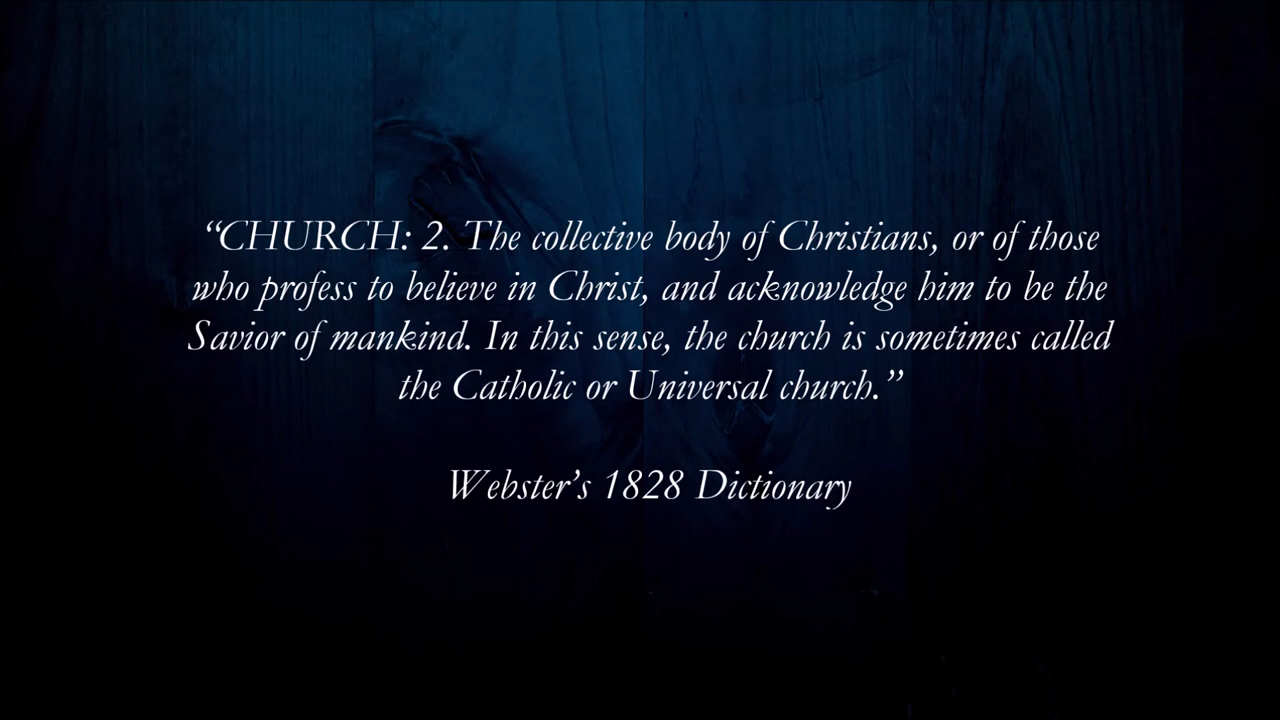 “CHURCH: 2. The collective body of Christians, or of those
who profess to believe in Christ, and acknowledge him to be the
Savior of mankind. In this sense, the church is sometimes called
the Catholic or Universal church.”
Webster’s 1828 Dictionary